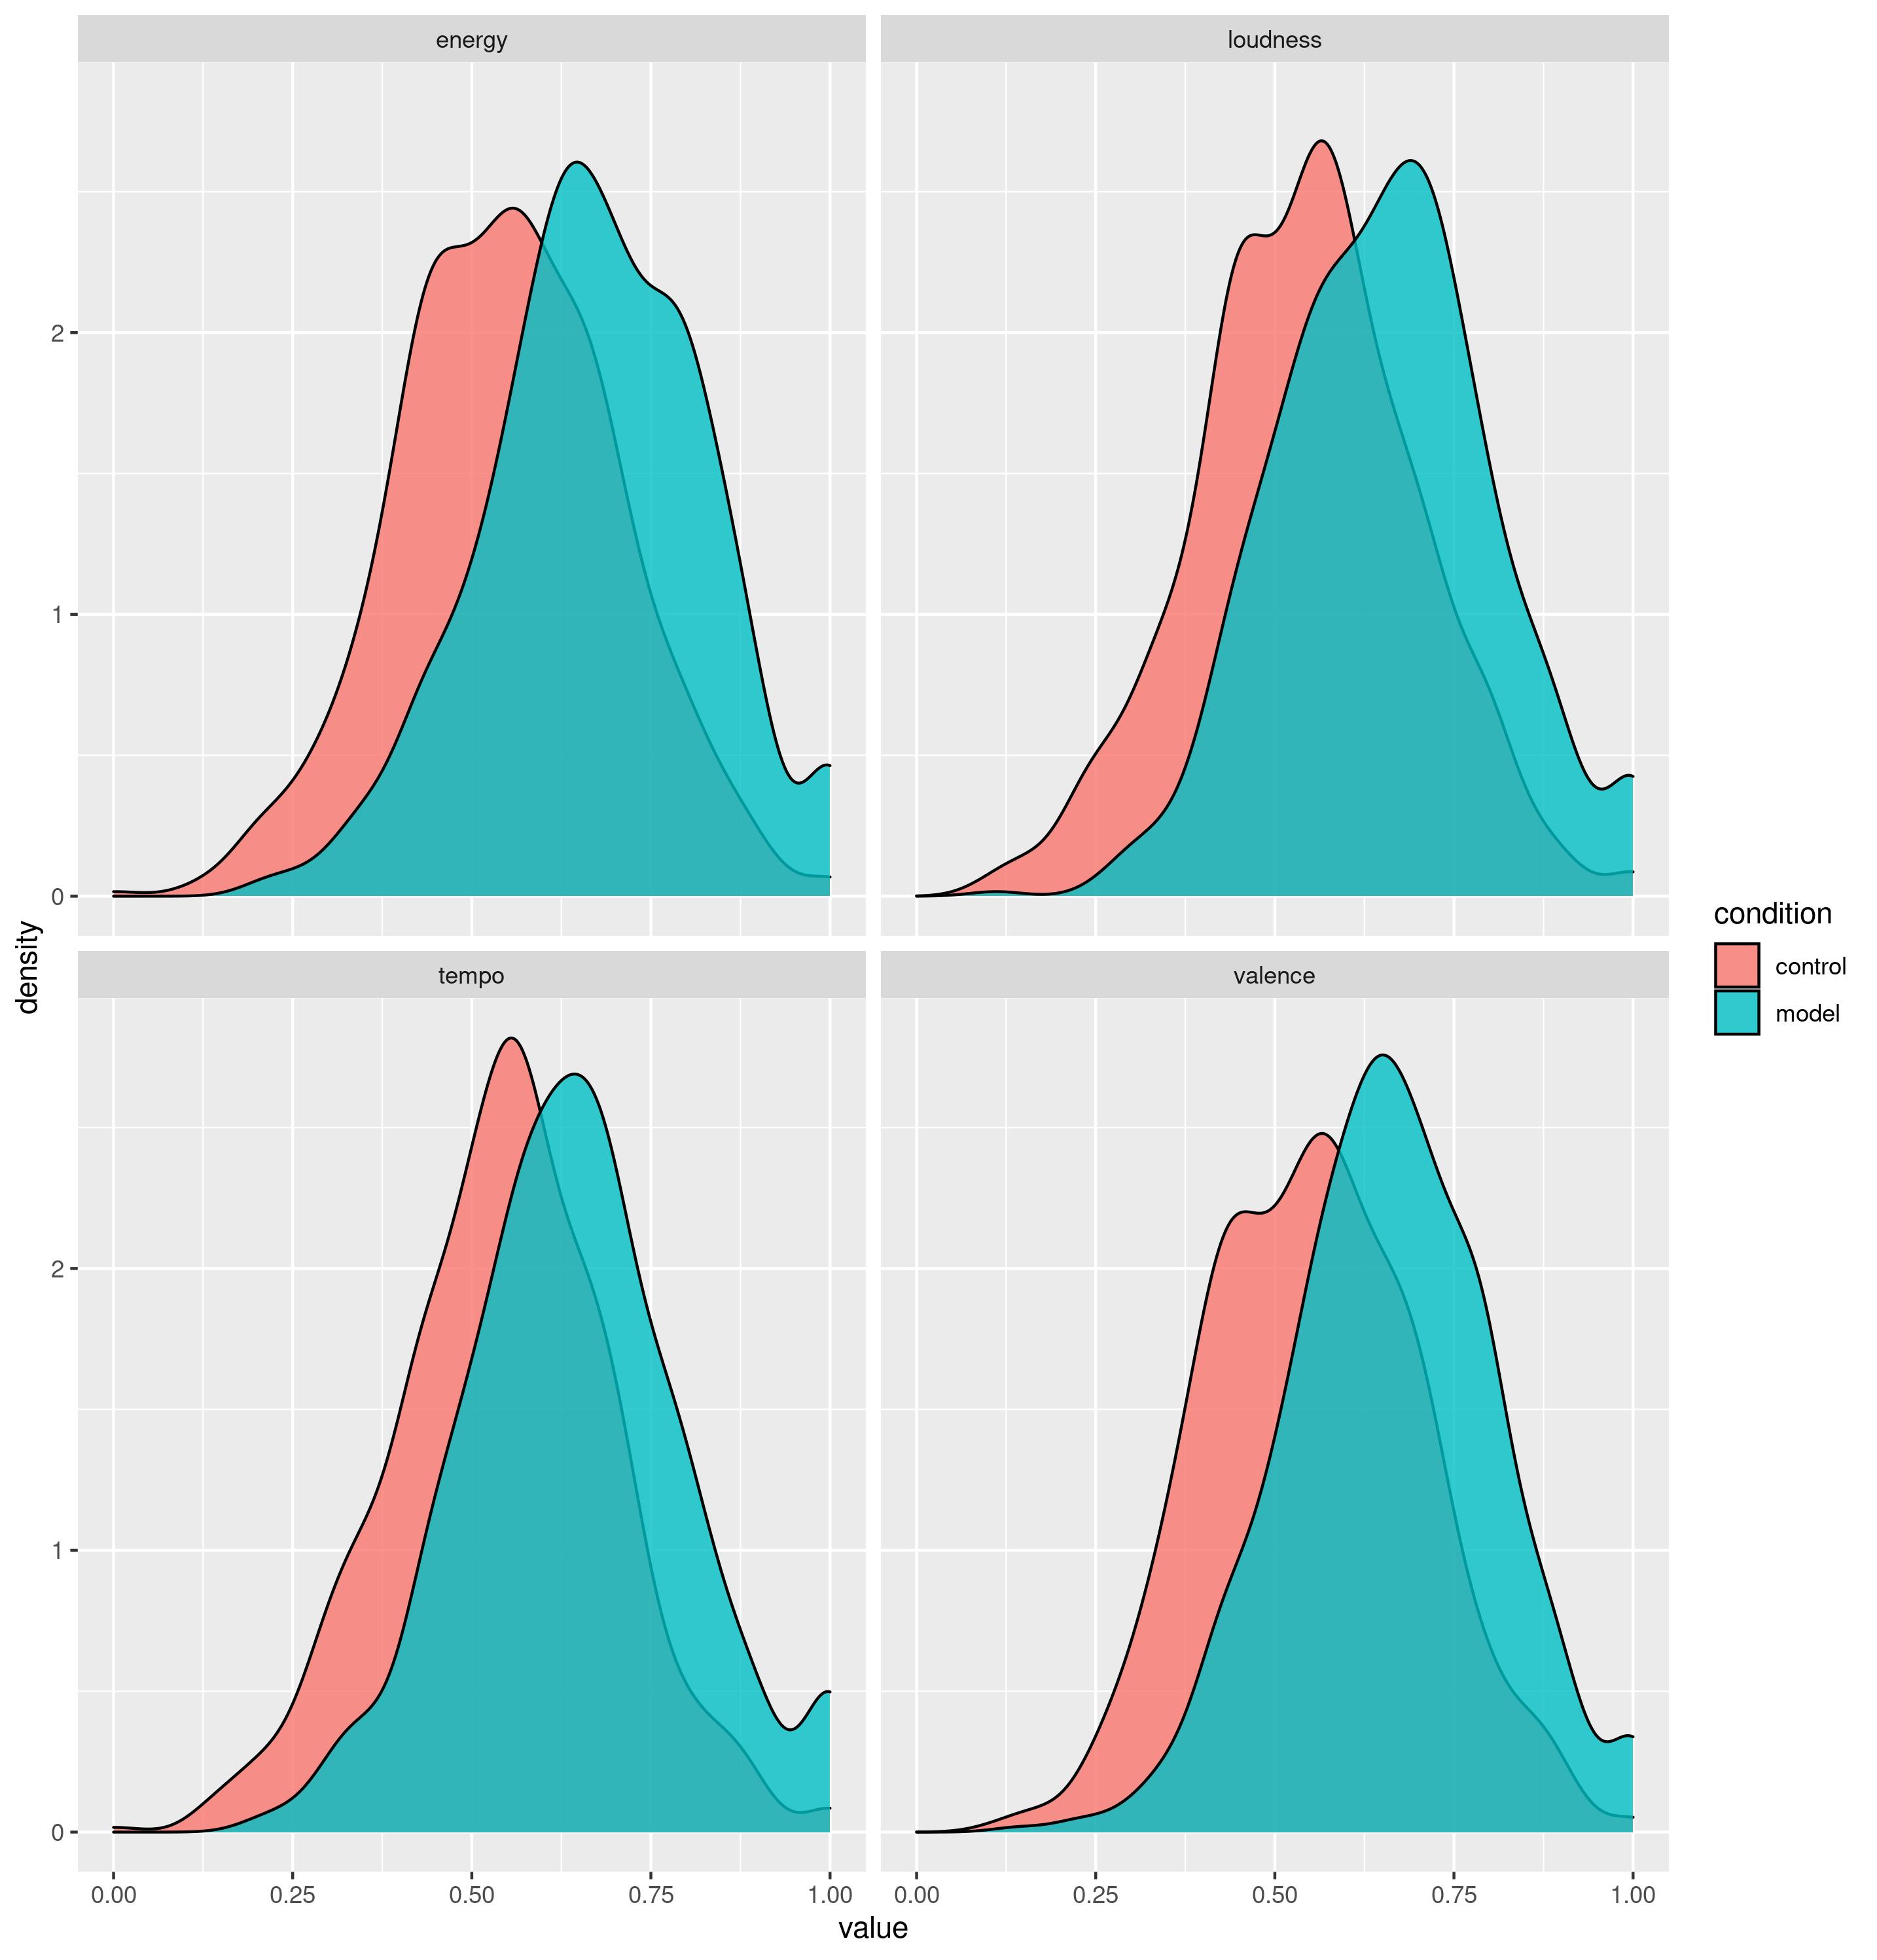 energy
loudness
2
1
0
tempo
valence
2
1
0
0.00 0.25 0.50 0.75 1.00
0.00 0.25 0.50 0.75 1.00
value
density
condition
control
model